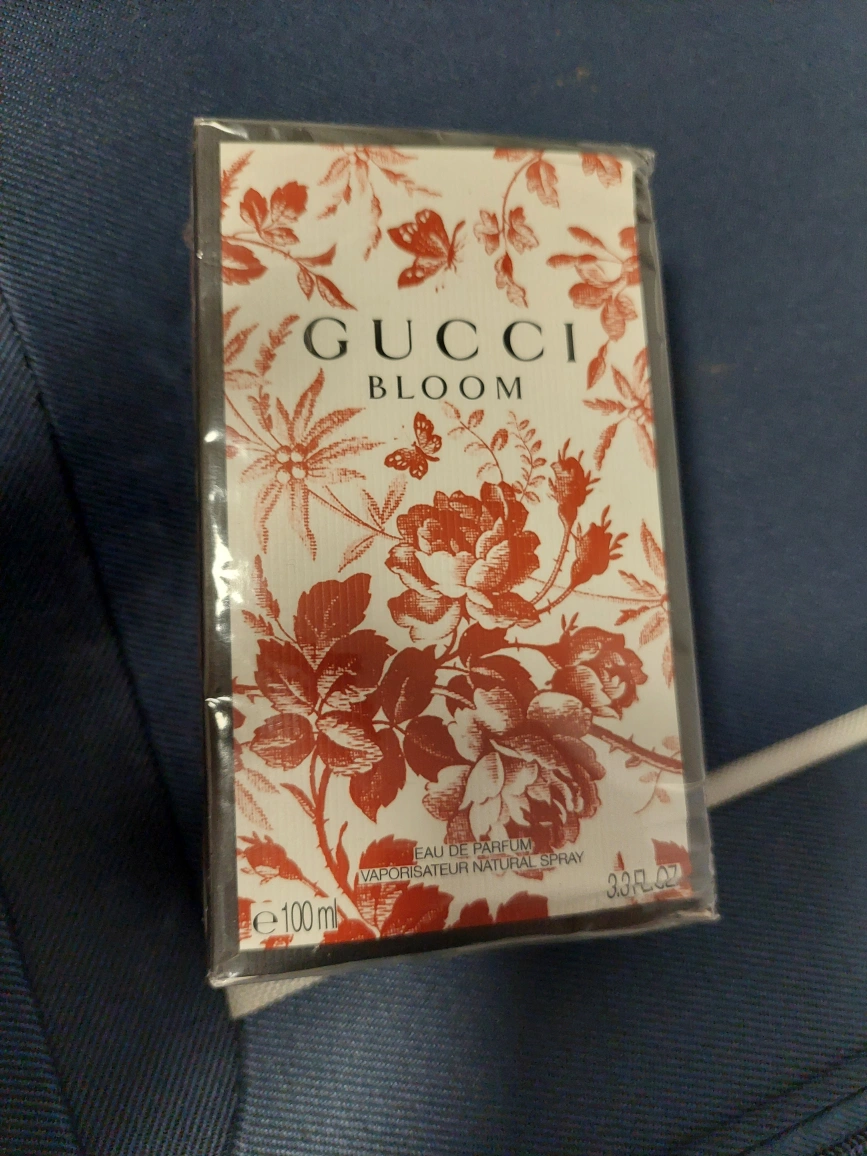 GUCCI
BLOOM
EAU DE PARFUM
VAPORISATEUR NATURAL SPRAY
3.3 FL.OZ
℮ 100 ml